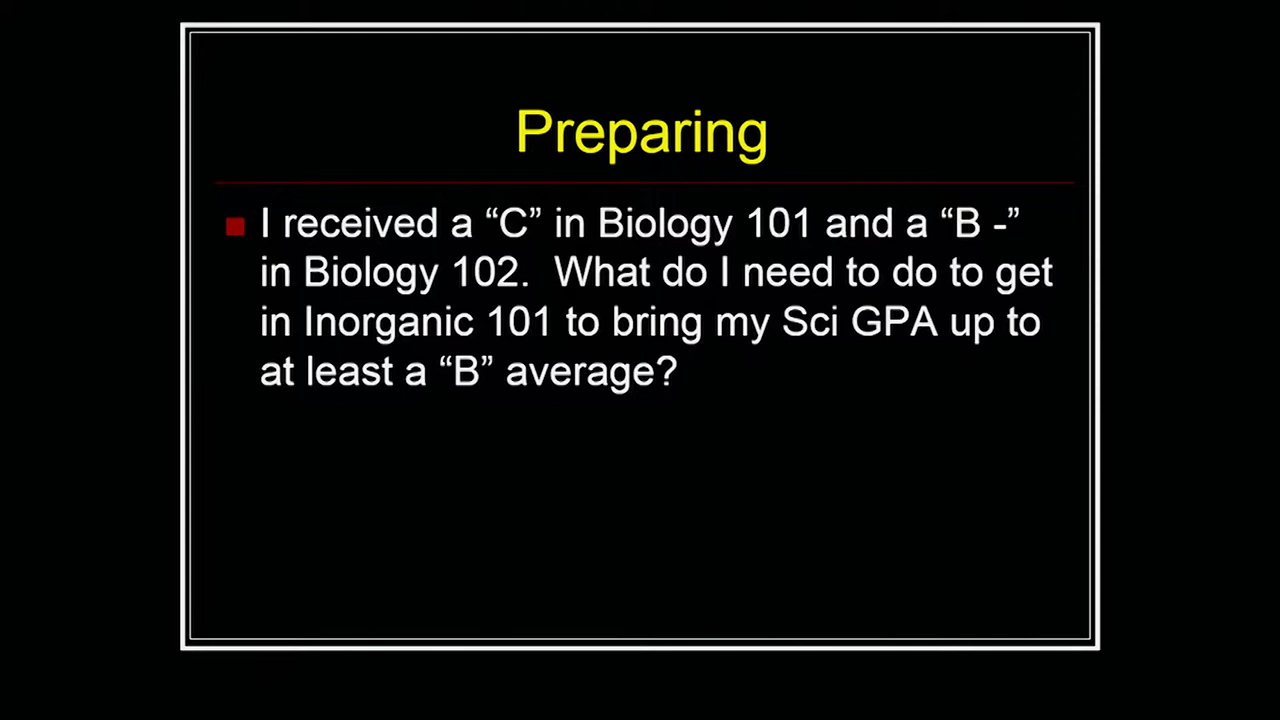 Preparing
I received a “C” in Biology 101 and a “B -”
in Biology 102.  What do I need to do to get
in Inorganic 101 to bring my Sci GPA up to
at least a “B” average?